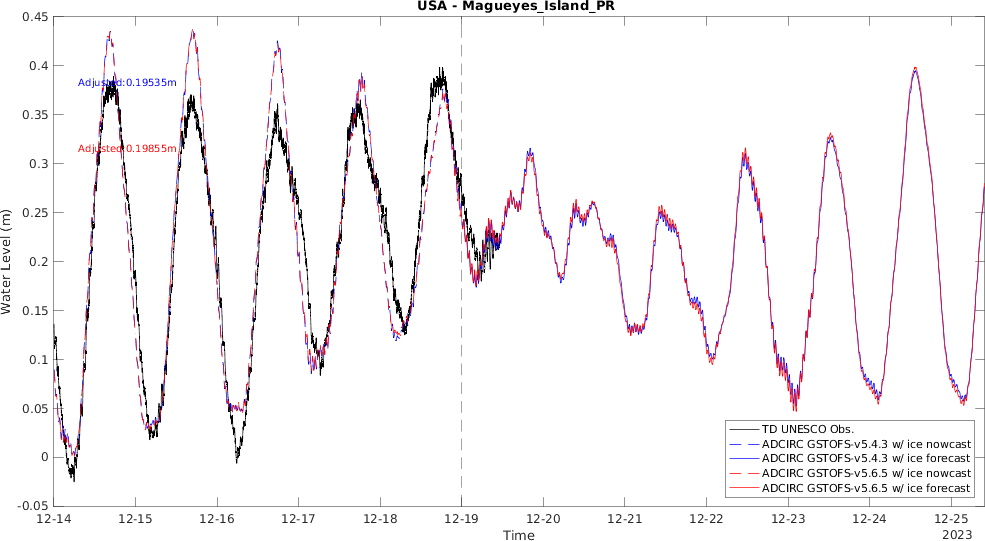 USA - Magueyes_Island_PR
0.45
0.4
0.35
0.3
0.25
0.2
0.15
0.1
0.05
0
-0.05
Water Level (m)
Adjusted:0.19535m
Adjusted:0.19855m
TD UNESCO Obs.
ADCIRC GSTOFS-v5.4.3 w/ ice nowcast
ADCIRC GSTOFS-v5.4.3 w/ ice forecast
ADCIRC GSTOFS-v5.6.5 w/ ice nowcast
ADCIRC GSTOFS-v5.6.5 w/ ice forecast
12-14 12-15 12-16 12-17 12-18 12-19 12-20 12-21 12-22 12-23 12-24 12-25
Time
2023